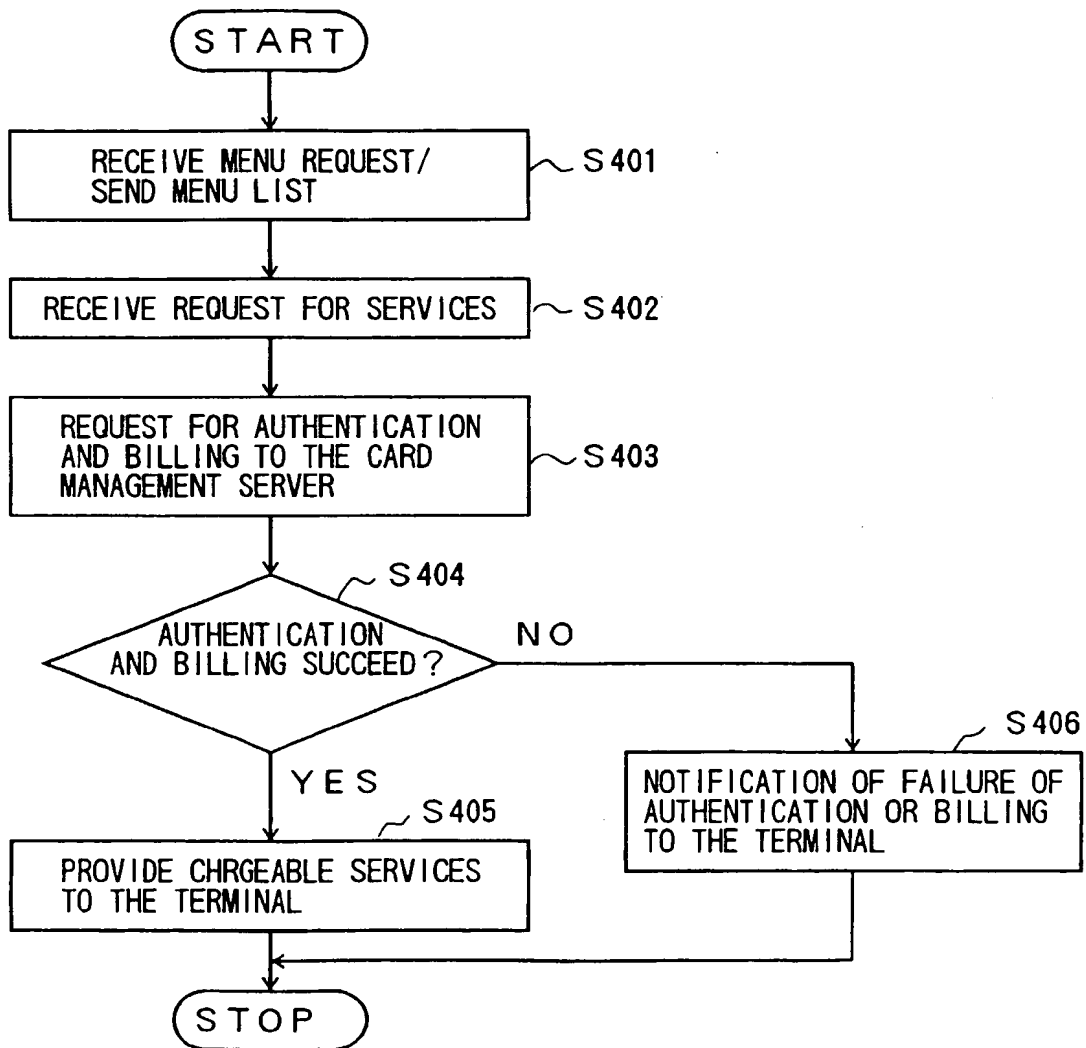 START
RECEIVE MENU REQUEST/
SEND MENU LIST
S401
RECEIVE REQUEST FOR SERVICES
S402
REQUEST FOR AUTHENTICATION
AND BILLING TO THE CARD
MANAGEMENT SERVER
S403
S404
AUTHENTICATION
AND BILLING SUCCEED?
NO
YES
S406
NOTIFICATION OF FAILURE OF
AUTHENTICATION OR BILLING
TO THE TERMINAL
S405
PROVIDE CHRGEABLE SERVICES
TO THE TERMINAL
STOP